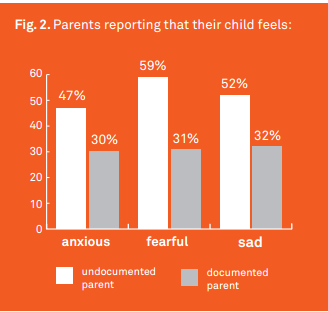 Fig. 2. Parents reporting that their child feels:
60
50
40
30
20
10
0
47%
30%
59%
31%
52%
32%
anxious
fearful
sad
undocumented
parent
documented
parent